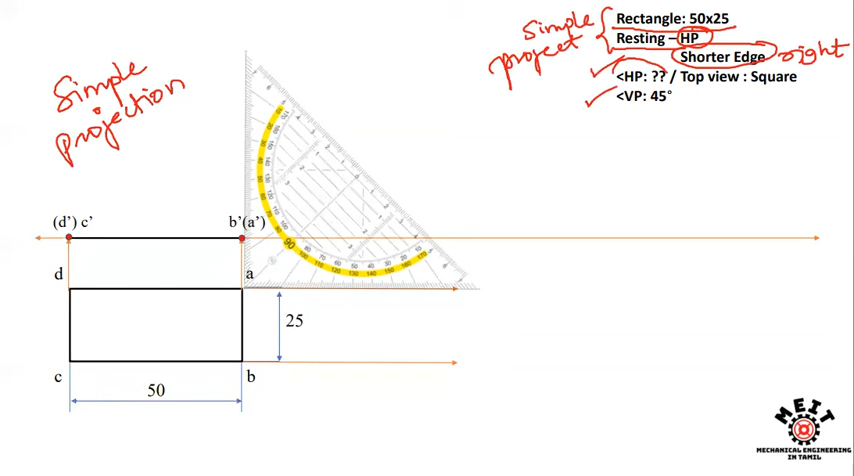 Rectangle: 50x25
Resting – HP
Shorter Edge
<HP: ?? / Top view : Square
<VP: 45°
Simple
project
right
Simple
projection
(d') c'
b'(a')
d
a
25
c
50
b
90
MEIT
MECHANICAL ENGINEERING
IN TAMIL